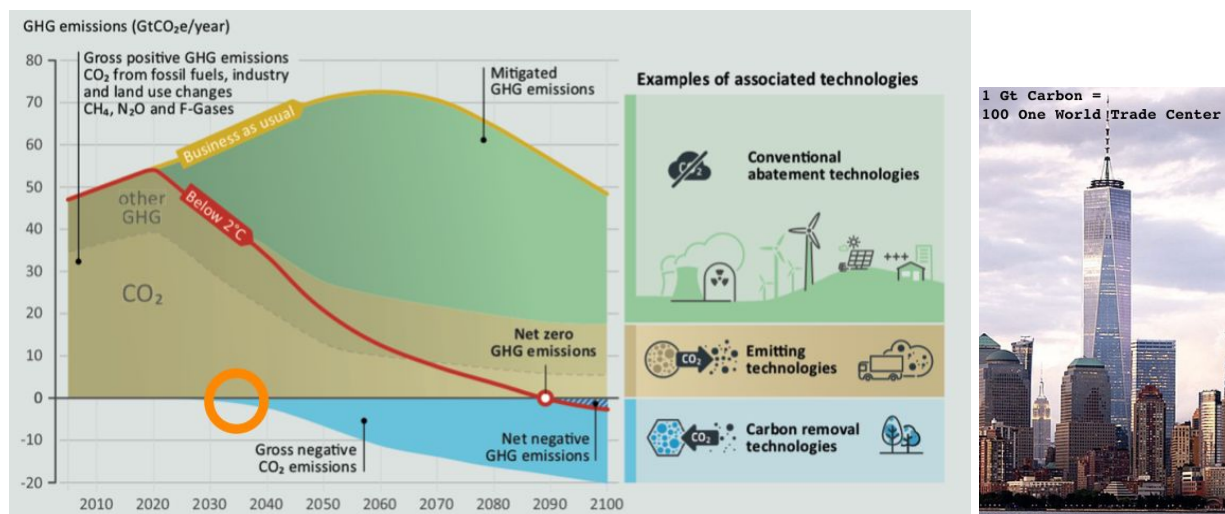 GHG emissions (GtCO₂e/year)
80
70
60
50
40
30
20
10
0
-10
-20
Gross positive GHG emissions
CO₂ from fossil fuels, industry
and land use changes
CH₄, N₂O and F-Gases
Business as usual
Mitigated
GHG emissions
other
GHG
Below 2°C
CO₂
Net zero
GHG emissions
Gross negative
CO₂ emissions
Net negative
GHG emissions
2010
2020
2030
2040
2050
2060
2070
2080
2090
2100
Examples of associated technologies
CO₂
Conventional
abatement technologies
+++
CO₂
Emitting
technologies
CO₂
Carbon removal
technologies
1 Gt Carbon =
100 One World Trade Center